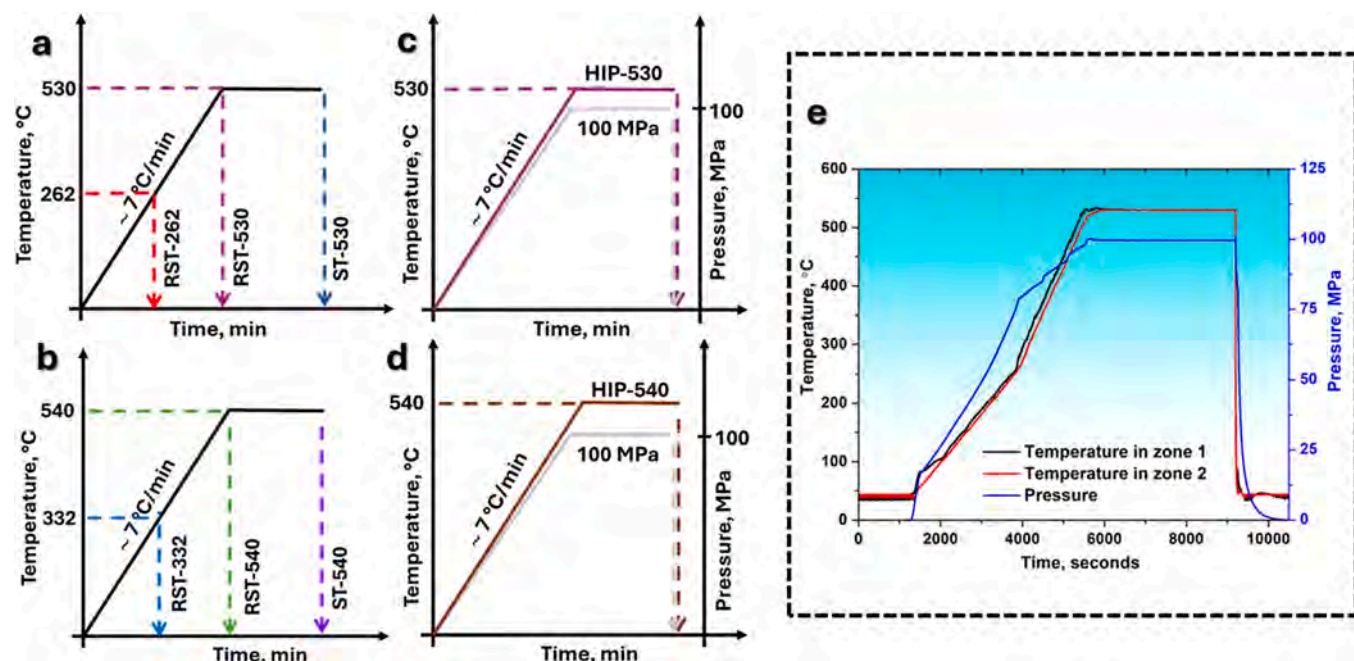 a
Temperature, °C
530
262
~ 7 °C/min
RST-262
RST-530
ST-530
Time, min
b
Temperature, °C
540
332
~ 7 °C/min
RST-332
RST-540
ST-540
Time, min
c
Temperature, °C
530
~ 7 °C/min
HIP-530
100 MPa
100
Pressure, MPa
Time, min
d
Temperature, °C
540
~ 7 °C/min
HIP-540
100 MPa
100
Pressure, MPa
Time, min
e
Temperature, °C
600
500
400
300
200
100
0
125
100
75
50
25
0
Pressure, MPa
Temperature in zone 1
Temperature in zone 2
Pressure
0 2000 4000 6000 8000 10000
Time, seconds